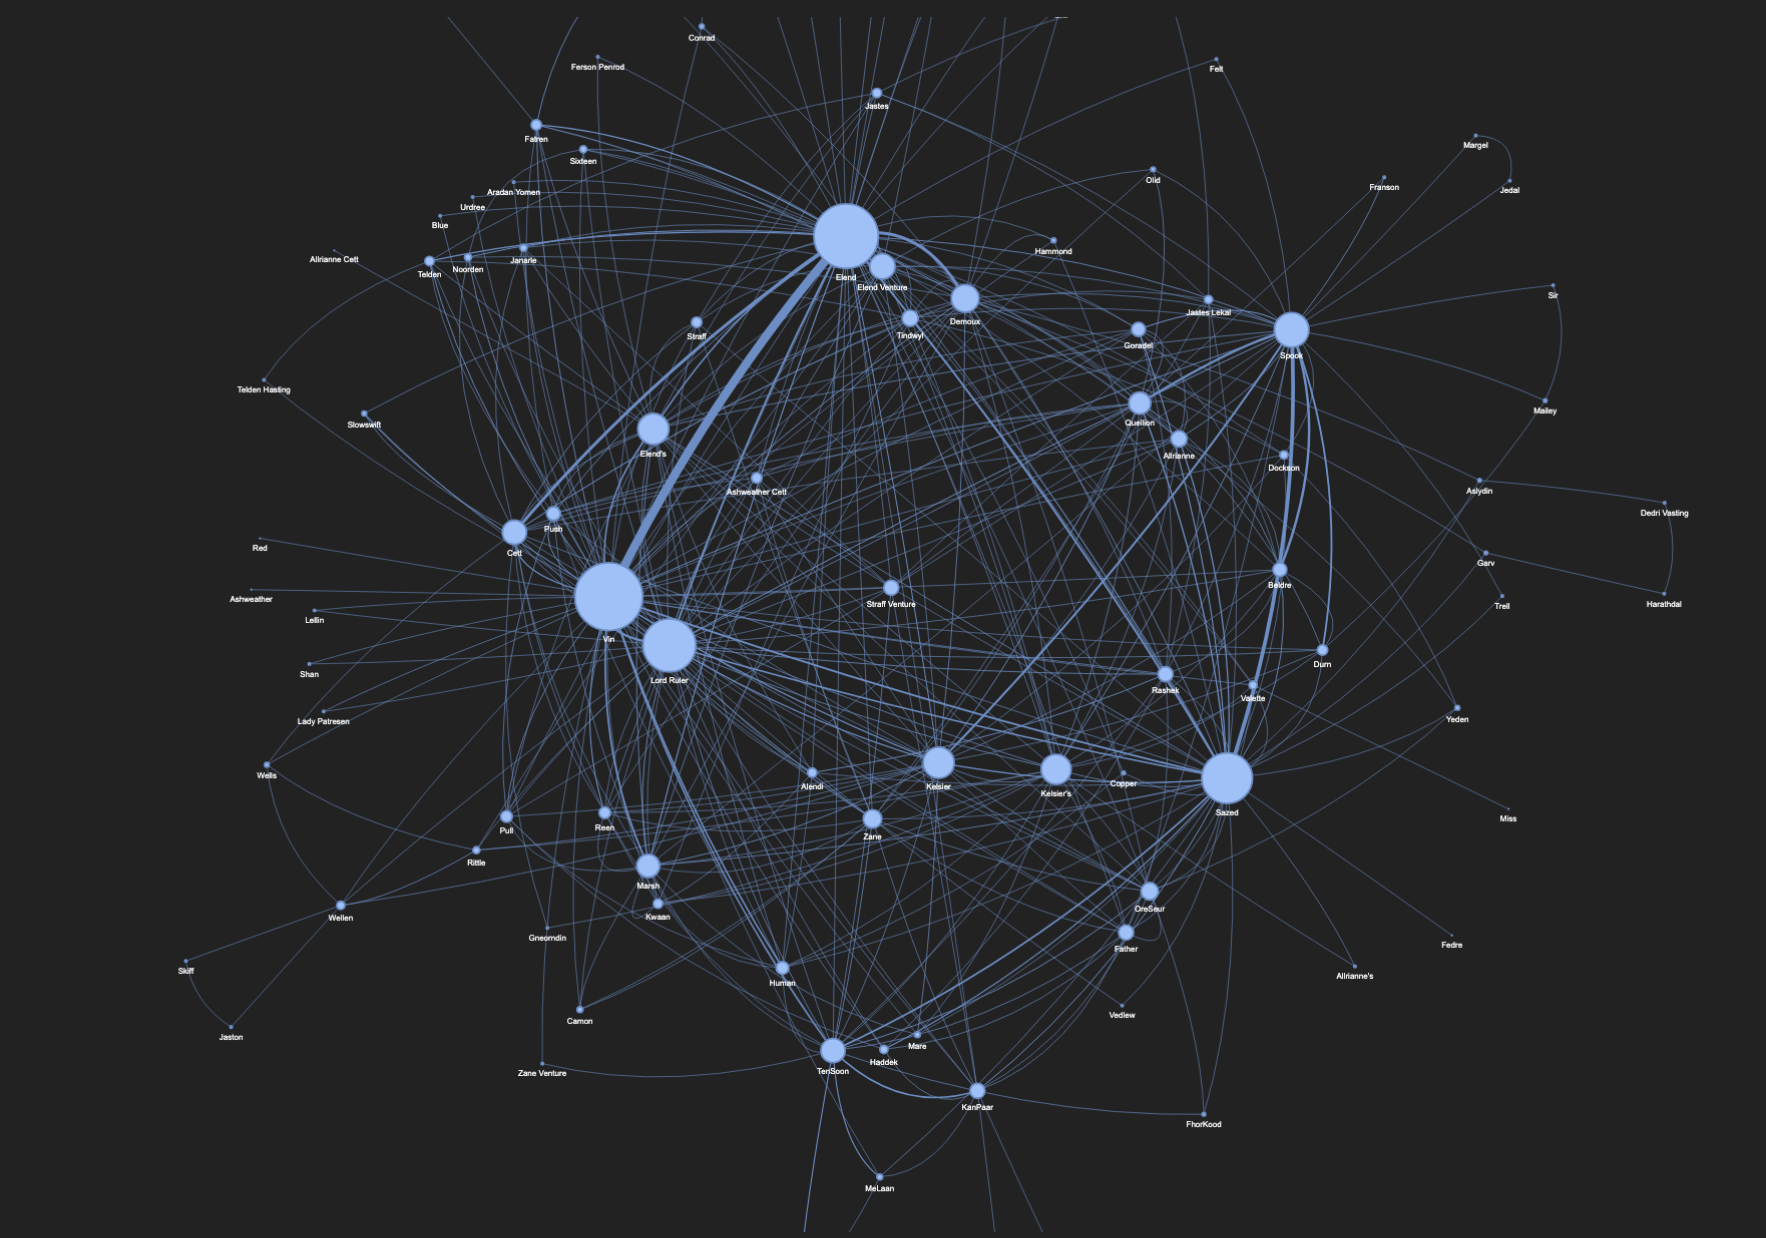 Conrad
Ferson Penrod
Felt
Jastes
Fatren
Margel
Sixteen
Olid
Franson
Jedal
Aradan Yomen
Urdree
Blue
Hammond
Allrianne Cett
Noorden
Janarle
Telden
Elend
Elend Venture
Sir
Jastes Lekal
Demoux
Tindwyl
Straff
Goradel
Spook
Telden Hasting
Mailey
Slowswift
Quellion
Elend's
Allrianne
Dockson
Ashweather Cett
Aslydin
Dedri Vasting
Push
Cett
Red
Garv
Beldre
Ashweather
Straff Venture
Trell
Harathdal
Lellin
Vin
Durn
Shan
Lord Ruler
Rashek
Valette
Lady Patresen
Yeden
Wells
Alendi
Kelsier
Kelsier's
Copper
Sazed
Miss
Pull
Reen
Zane
Rittle
Marsh
OreSeur
Wellen
Kwaan
Gneorndin
Father
Fedre
Skiff
Human
Allrianne's
Vedlew
Camon
Jaston
Mare
Haddek
TenSoon
Zane Venture
KanPaar
FhorKood
MeLaan